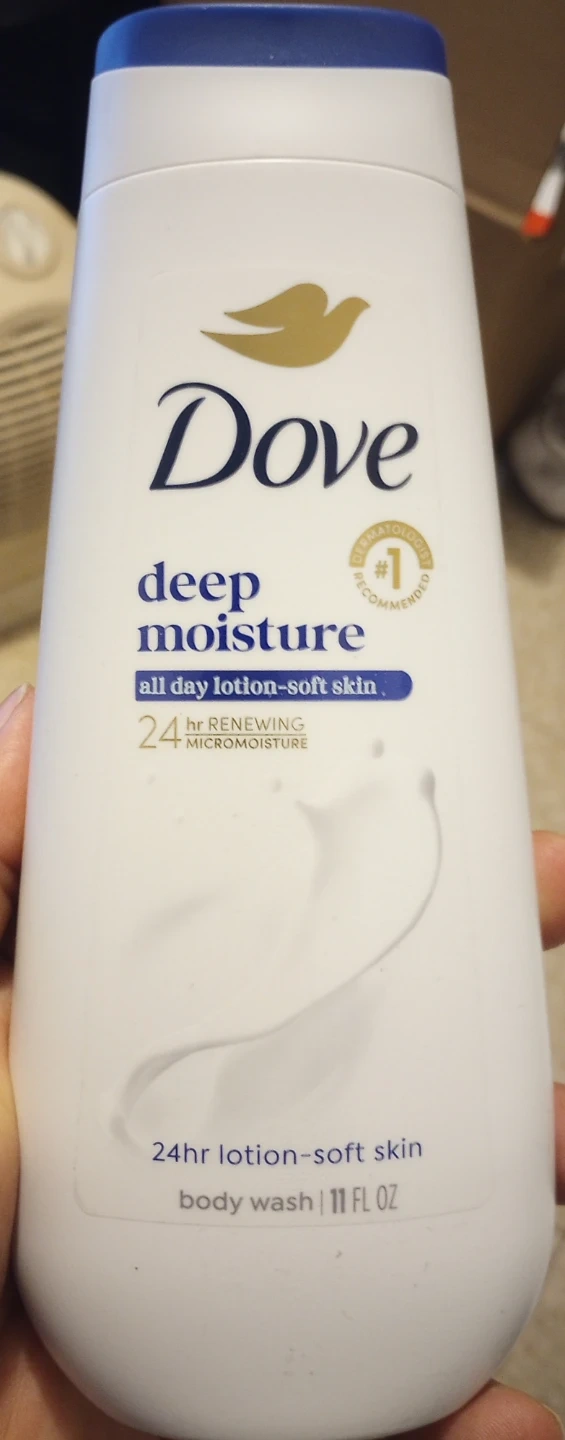 Dove
DERMATOLOGIST
#1
RECOMMENDED
deep
moisture
all day lotion-soft skin
24 hr RENEWING
MICROMOISTURE
24hr lotion-soft skin
body wash | 11 FL OZ